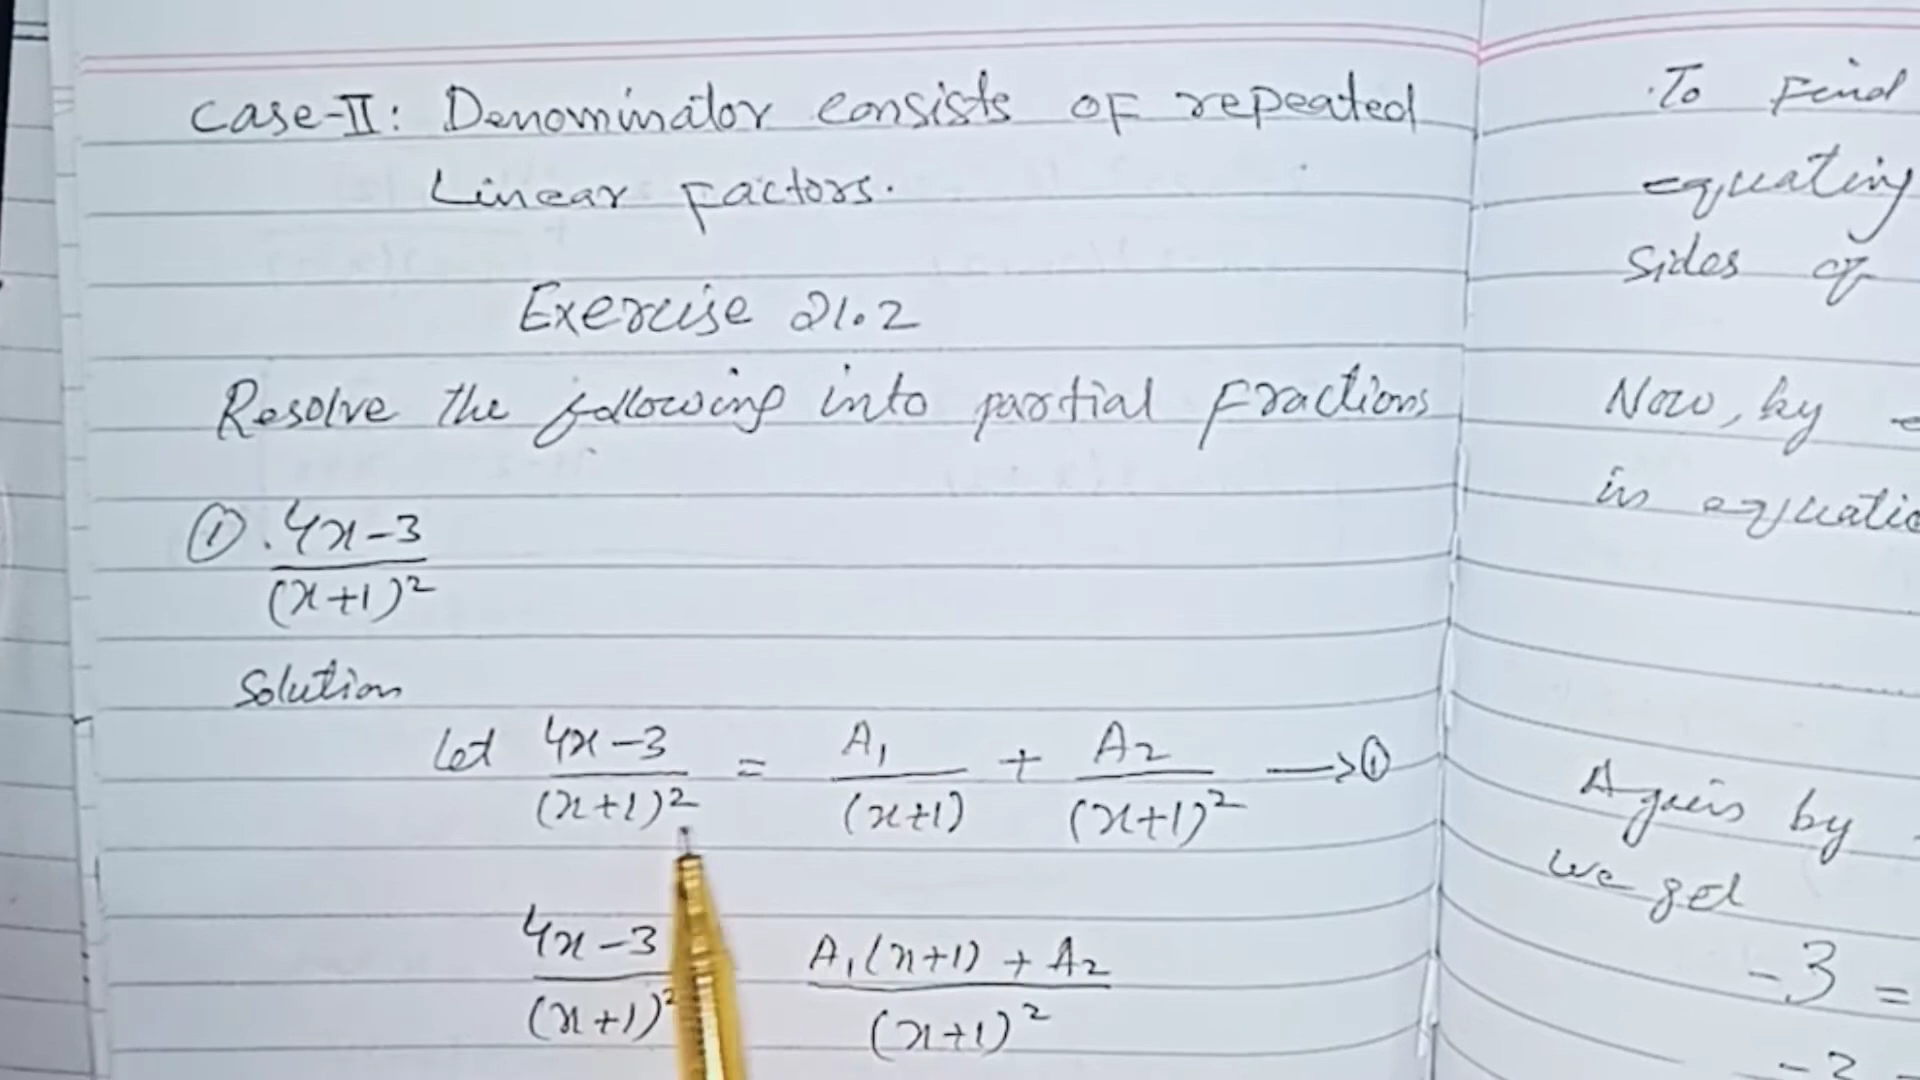 Case-II: Denominator consists of repeated
Linear Factors.
Exercise 21.2
Resolve the following into partial Fractions
① . 4x-3
(x+1)²
Solution
Let 4x-3 / (x+1)² = A₁ / (x+1) + A₂ / (x+1)² → ①
4x-3 / (x+1)² A₁(x+1) + A₂ / (x+1)²
To Find
equating
Sides of
Now, by
in
Again by
we get
-3 =
-3